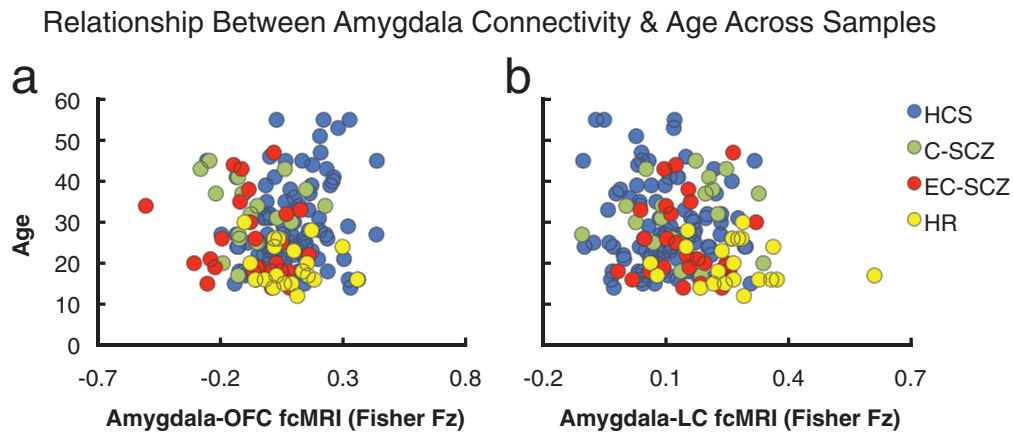 Relationship Between Amygdala Connectivity & Age Across Samples
a
b
60
50
40
30
20
10
0
Age
-0.7
-0.2
0.3
0.8
Amygdala-OFC fcMRI (Fisher Fz)
-0.2
0.1
0.4
0.7
Amygdala-LC fcMRI (Fisher Fz)
HCS
C-SCZ
EC-SCZ
HR